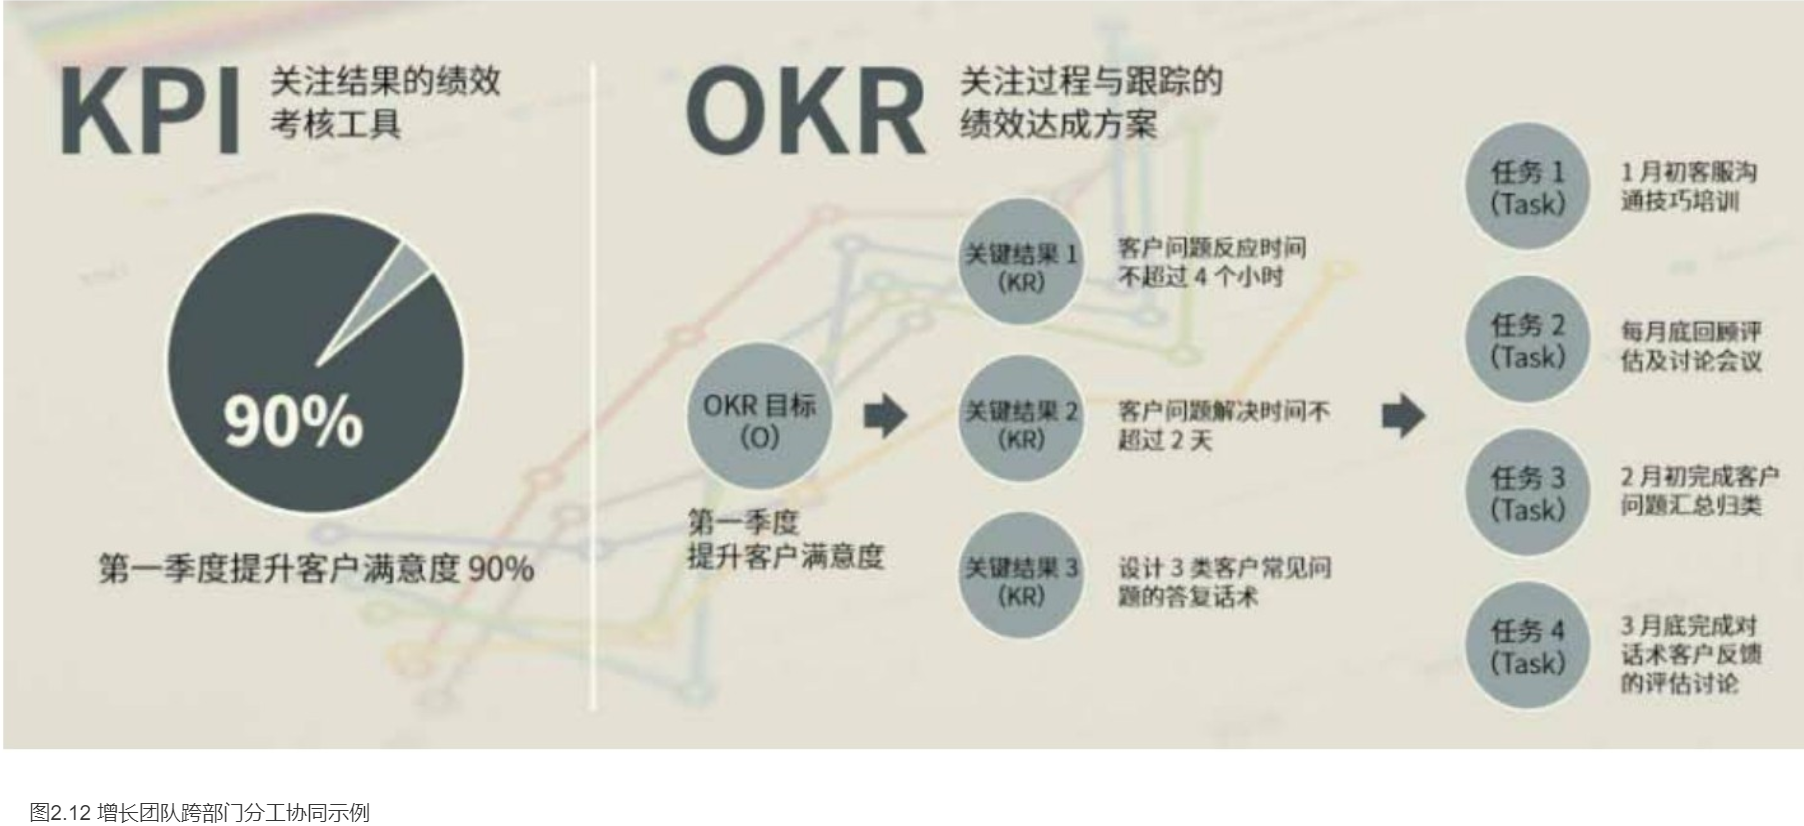 KPI
关注结果的绩效
考核工具
90%
第一季度提升客户满意度 90%
OKR
关注过程与跟踪的
绩效达成方案
OKR 目标
（O）
第一季度
提升客户满意度
关键结果 1
（KR）
客户问题反应时间
不超过 4 个小时
关键结果 2
（KR）
客户问题解决时间不
超过 2 天
关键结果 3
（KR）
设计 3 类客户常见问
题的答复话术
任务 1
（Task）
1 月初客服沟
通技巧培训
任务 2
（Task）
每月底回顾评
估及讨论会议
任务 3
（Task）
2 月初完成客户
问题汇总归类
任务 4
（Task）
3 月底完成对
话术客户反馈
的评估讨论
图2.12 增长团队跨部门分工协同示例